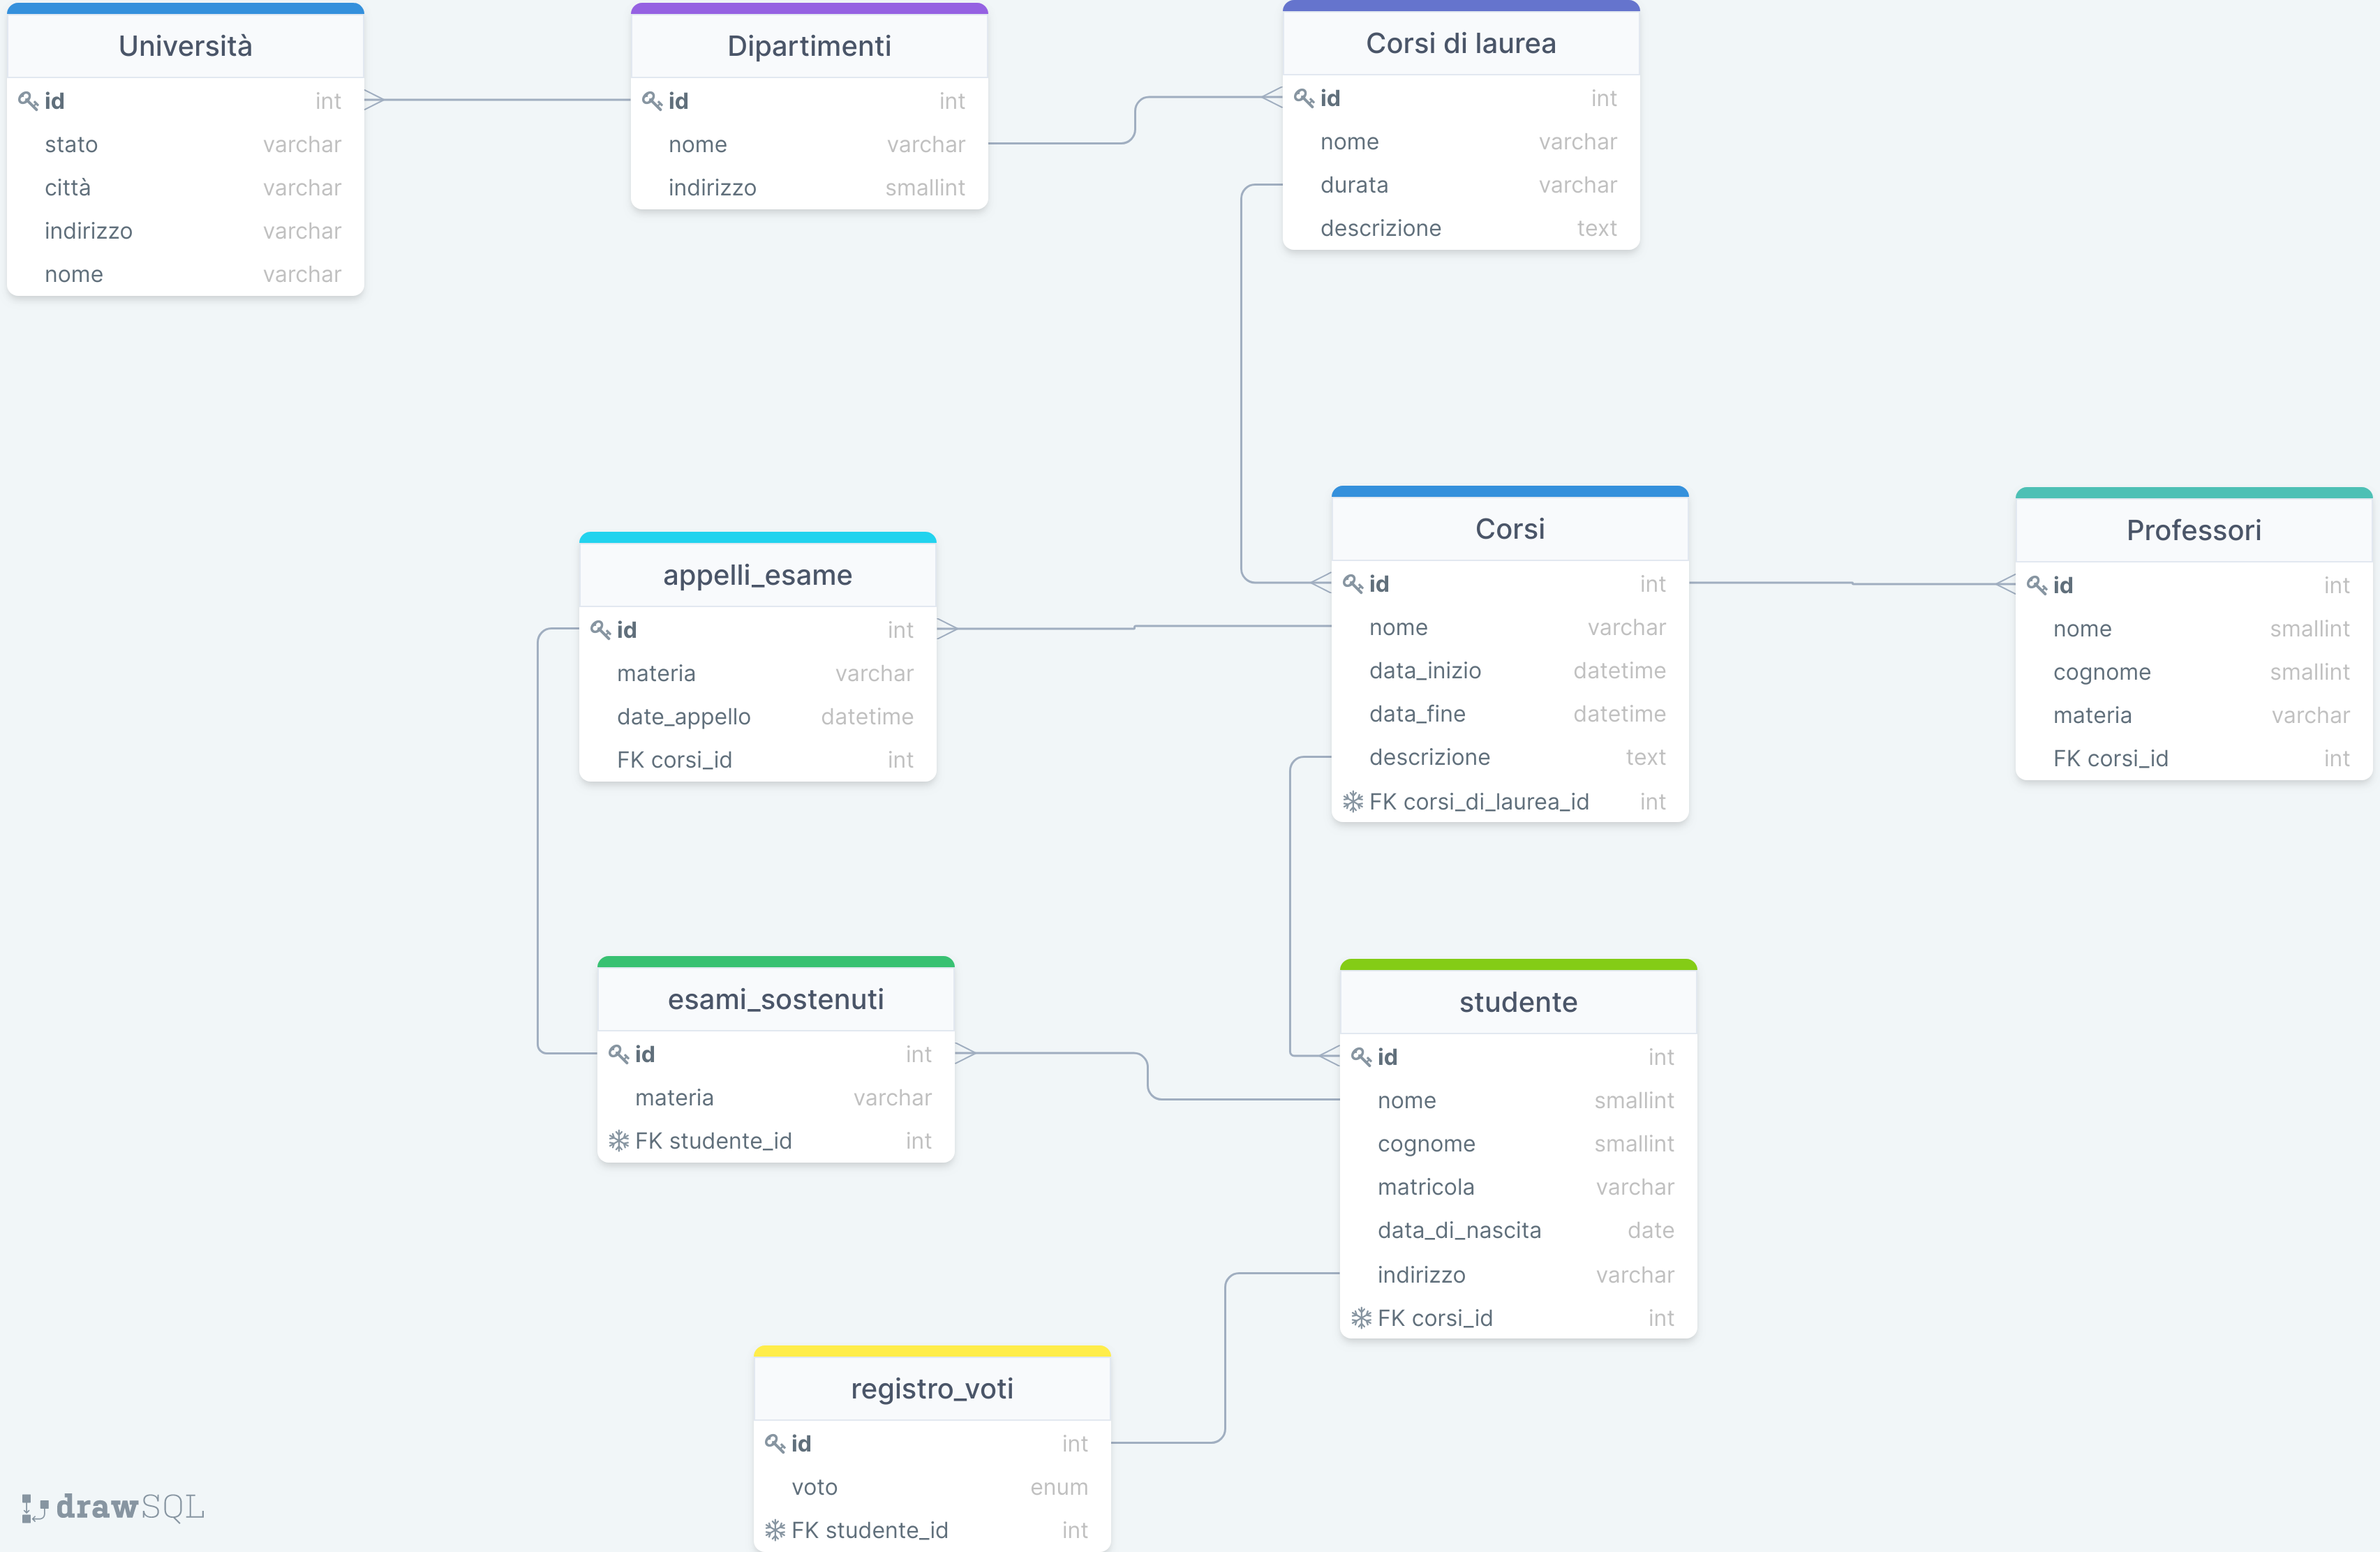 Università
id int
stato varchar
città varchar
indirizzo varchar
nome varchar
Dipartimenti
id int
nome varchar
indirizzo smallint
Corsi di laurea
id int
nome varchar
durata varchar
descrizione text
appelli_esame
id int
materia varchar
date_appello datetime
FK corsi_id int
Corsi
id int
nome varchar
data_inizio datetime
data_fine datetime
descrizione text
FK corsi_di_laurea_id int
Professori
id int
nome smallint
cognome smallint
materia varchar
FK corsi_id int
esami_sostenuti
id int
materia varchar
FK studente_id int
studente
id int
nome smallint
cognome smallint
matricola varchar
data_di_nascita date
indirizzo varchar
FK corsi_id int
registro_voti
id int
voto enum
FK studente_id int
drawSQL